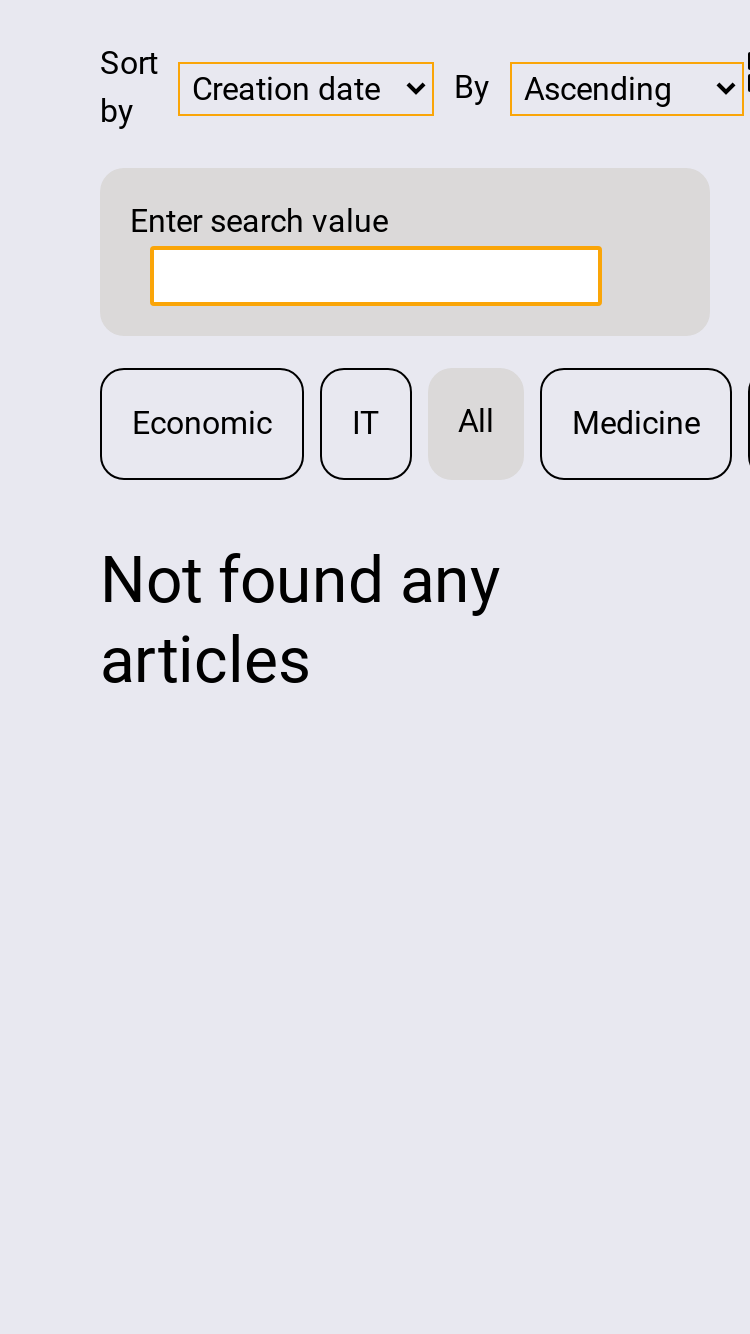 Sort by
Creation date
By
Ascending
Enter search value
Economic
IT
All
Medicine
Not found any
articles